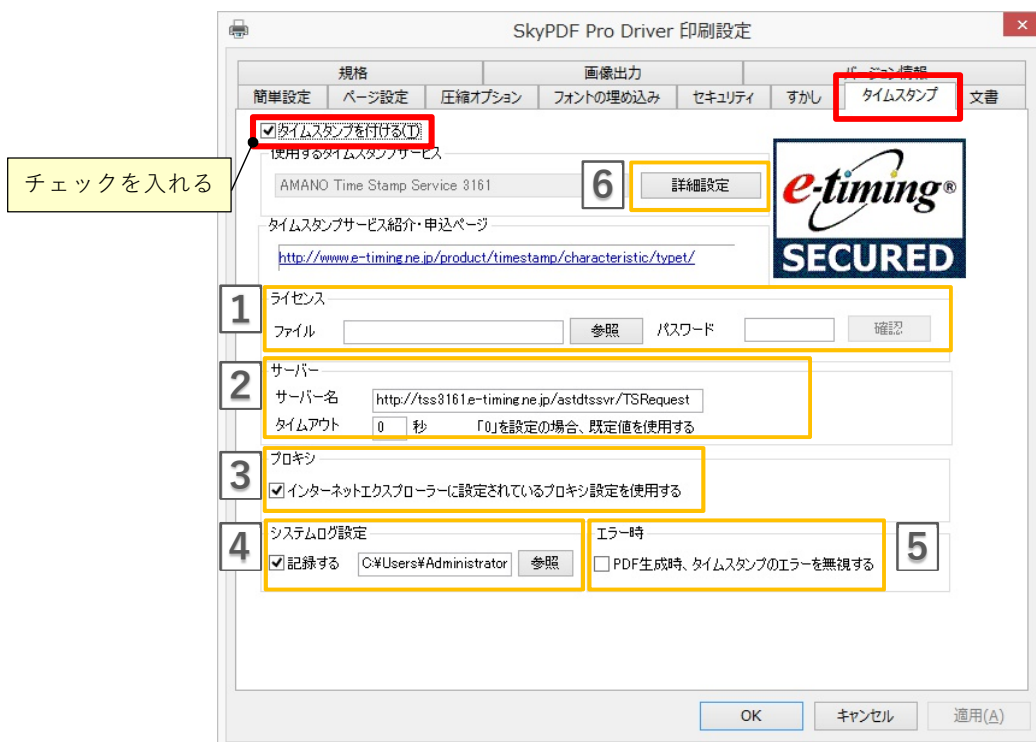 SkyPDF Pro Driver 印刷設定
規格 画像出力 バージョン情報
簡単設定 ページ設定 圧縮オプション フォントの埋め込み セキュリティ すかし タイムスタンプ 文書
タイムスタンプを付ける(T)
チェックを入れる
使用するタイムスタンプサービス
AMANO Time Stamp Service 3161
6
詳細設定
e-timing®
SECURED
タイムスタンプサービス紹介・申込ページ
http://www.e-timing.ne.jp/product/timestamp/characteristic/typet/
1
ライセンス
ファイル 参照 パスワード 確認
2
サーバー
サーバー名 http://tss3161.e-timing.ne.jp/astdtssvr/TSRequest
タイムアウト 0 秒 「0」を設定の場合、既定値を使用する
3
プロキシ
インターネットエクスプローラーに設定されているプロキシ設定を使用する
4
システムログ設定
記録する C:¥Users¥Administrator 参照
エラー時
PDF生成時、タイムスタンプのエラーを無視する
5
OK キャンセル 適用(A)